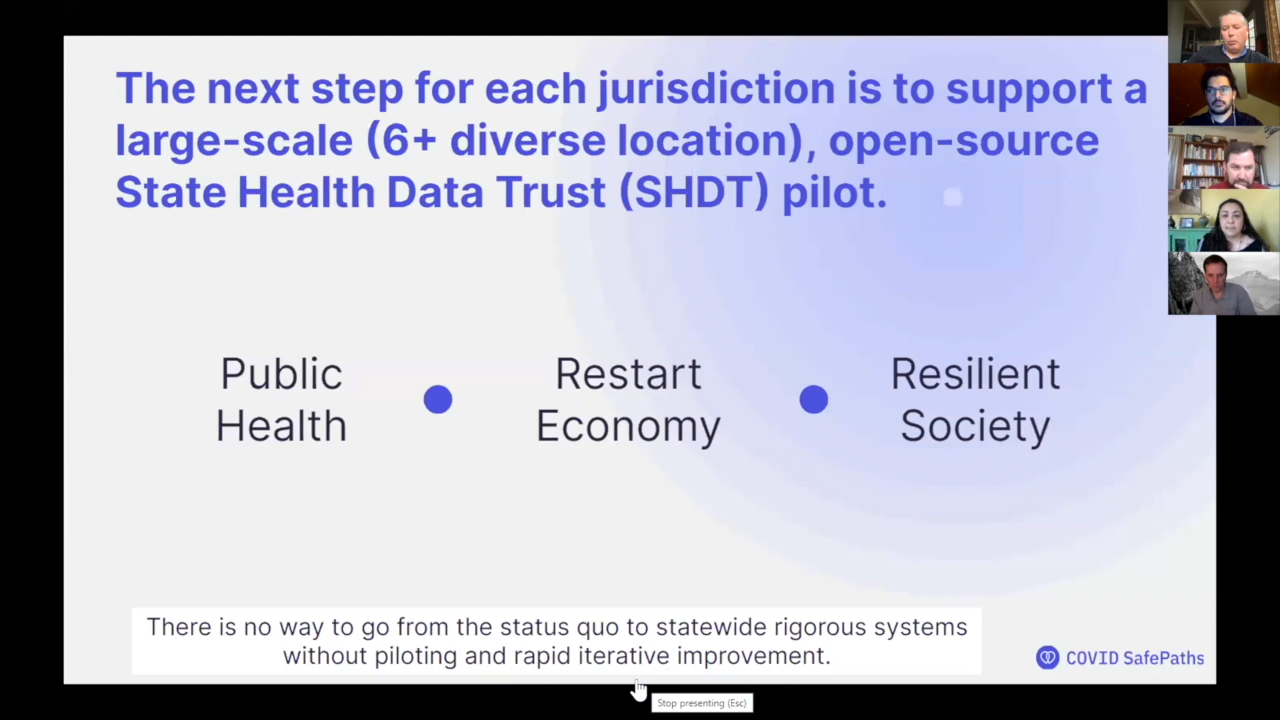 The next step for each jurisdiction is to support a
large-scale (6+ diverse location), open-source
State Health Data Trust (SHDT) pilot.
Public
Health
Restart
Economy
Resilient
Society
There is no way to go from the status quo to statewide rigorous systems
without piloting and rapid iterative improvement.
COVID SafePaths
Stop presenting (Esc)